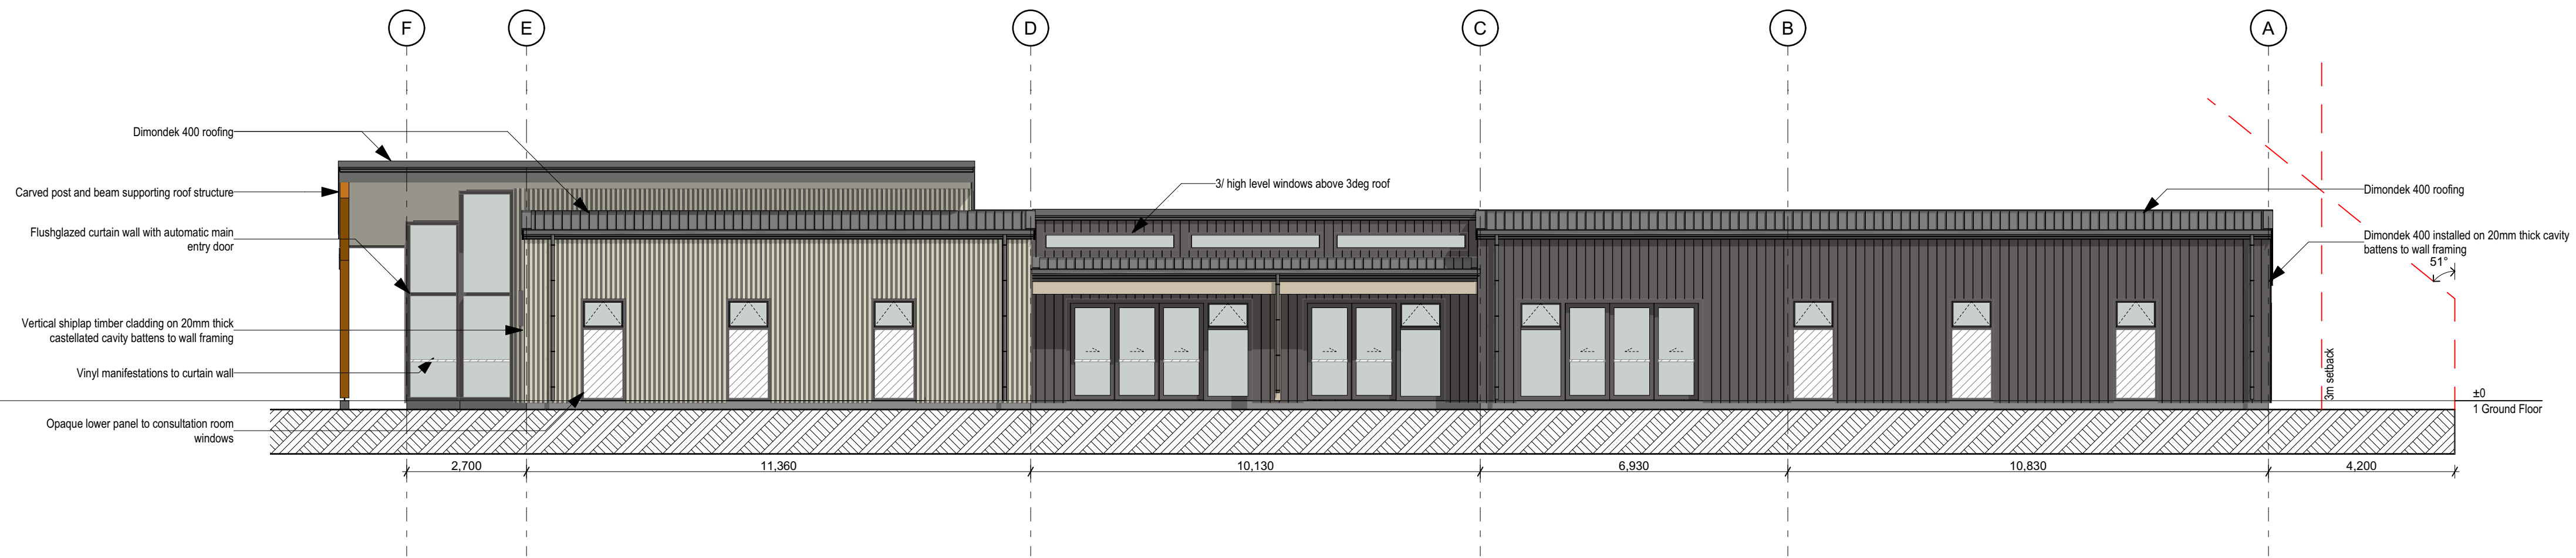 F
E
D
C
B
A
Dimondek 400 roofing
Carved post and beam supporting roof structure
Flushglazed curtain wall with automatic main
entry door
Vertical shiplap timber cladding on 20mm thick
castellated cavity battens to wall framing
Vinyl manifestations to curtain wall
Opaque lower panel to consultation room
windows
3/ high level windows above 3deg roof
Dimondek 400 roofing
Dimondek 400 installed on 20mm thick cavity
battens to wall framing
51°
3m setback
±0
1 Ground Floor
2,700
11,360
10,130
6,930
10,830
4,200